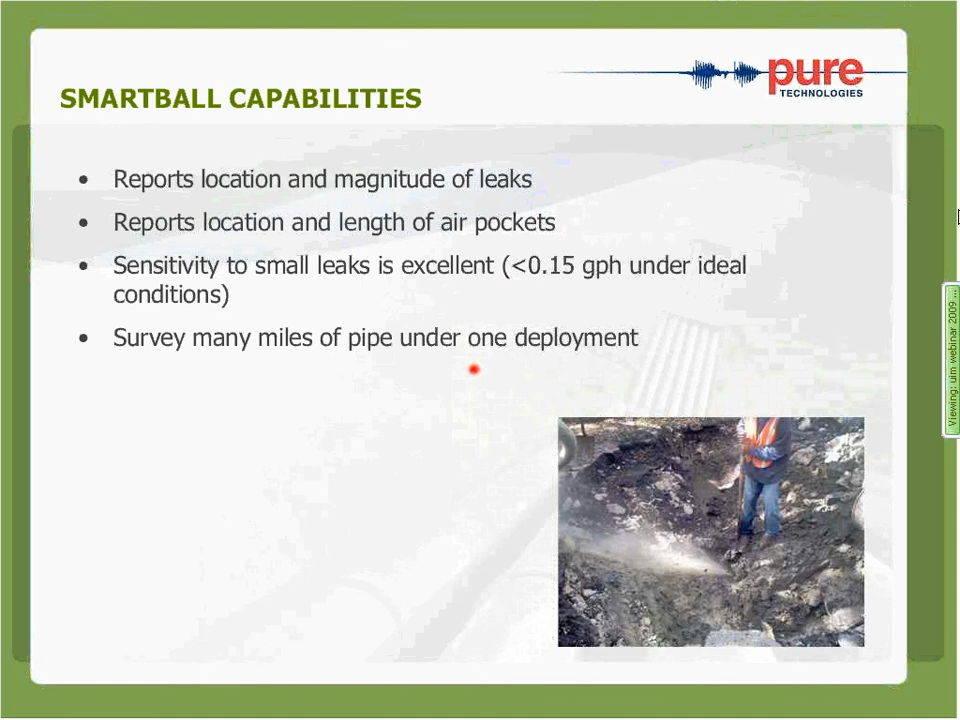 pure
TECHNOLOGIES
SMARTBALL CAPABILITIES
• Reports location and magnitude of leaks
• Reports location and length of air pockets
• Sensitivity to small leaks is excellent (<0.15 gph under ideal
conditions)
• Survey many miles of pipe under one deployment
Viewing: uim webinar 2009 ...